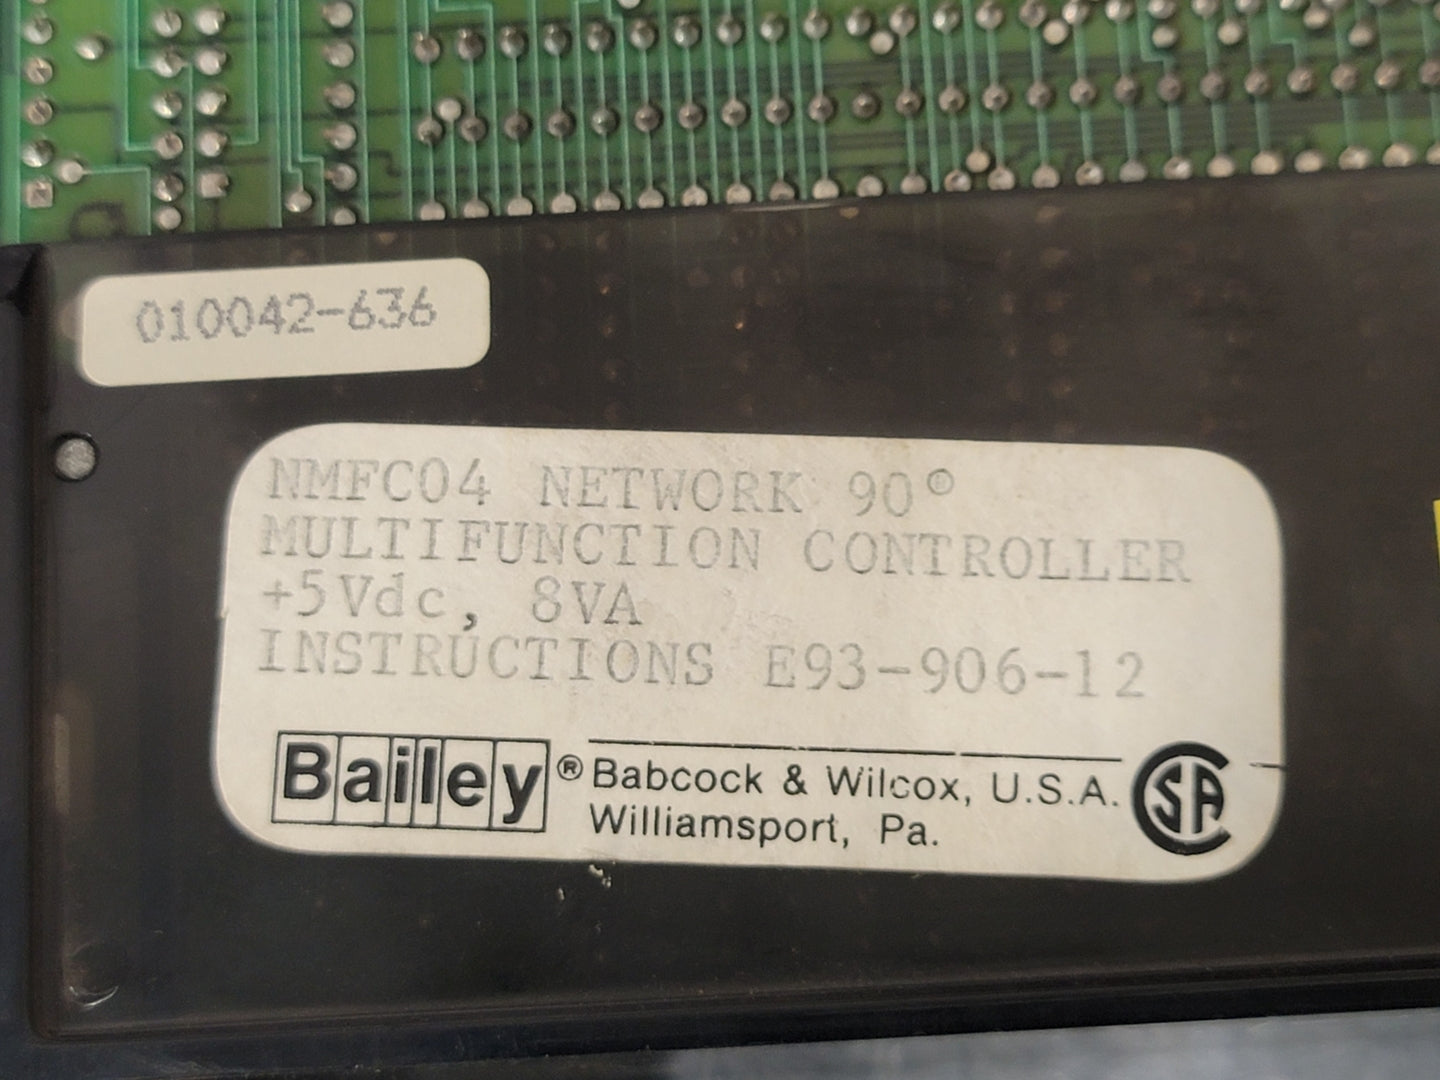 010042-636
NMFC04 NETWORK 90®
MULTIFUNCTION CONTROLLER
+5Vdc, 8VA
INSTRUCTIONS E93-906-12
Bailey® Babcock & Wilcox, U.S.A.
Williamsport, Pa.
SA